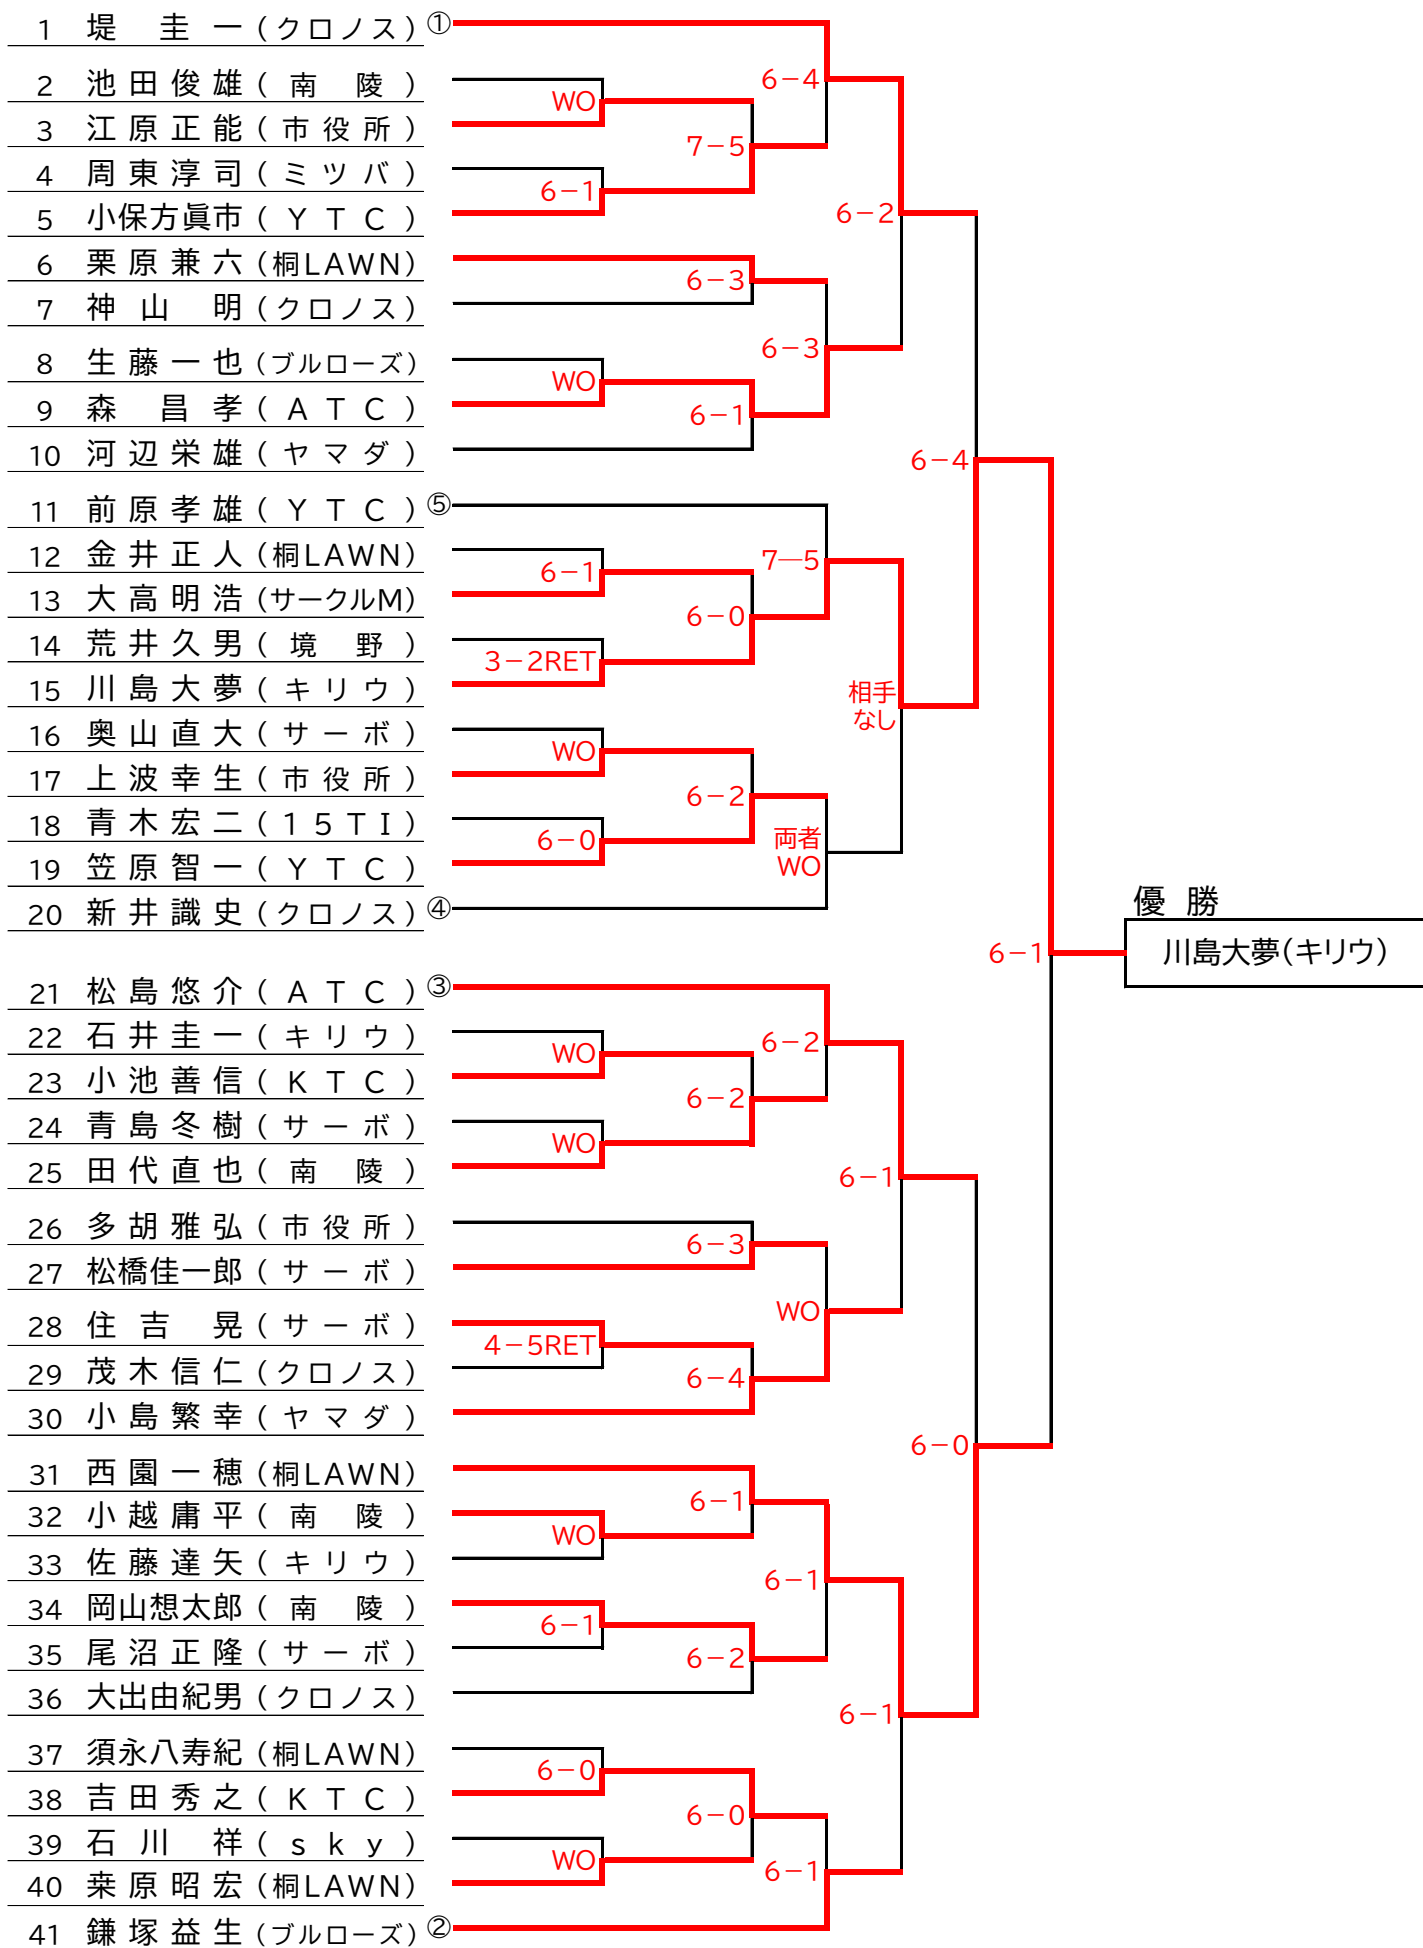 1 堤 圭一(クロノス)①
6-4
2 池田俊雄(南 陵)
WO
3 江原正能(市役所)
7-5
4 周東淳司(ミツバ)
6-1
5 小保方眞市(YTC)
6-2
6 栗原兼六(桐LAWN)
6-3
7 神山 明(クロノス)
6-3
8 生藤一也(ブルローズ)
WO
9 森 昌孝(ATC)
6-1
10 河辺栄雄(ヤマダ)
6-4
11 前原孝雄(YTC)⑤
7―5
12 金井正人(桐LAWN)
6-1
13 大高明浩(サークルM)
6-0
14 荒井久男(境 野)
3-2RET
15 川島大夢(キリウ)
相手
なし
16 奥山直大(サーボ)
WO
17 上波幸生(市役所)
6-2
18 青木宏二(15TI)
6-0
両者
WO
19 笠原智一(YTC)
20 新井識史(クロノス)④
優 勝
川島大夢(キリウ)
6-1
21 松島悠介(ATC)③
22 石井圭一(キリウ)
6-2
WO
23 小池善信(KTC)
6-2
24 青島冬樹(サーボ)
WO
25 田代直也(南 陵)
6-1
26 多胡雅弘(市役所)
6-3
27 松橋佳一郎(サーボ)
WO
28 住吉 晃(サーボ)
4-5RET
29 茂木信仁(クロノス)
6-4
30 小島繁幸(ヤマダ)
6-0
31 西園一穂(桐LAWN)
6-1
32 小越庸平(南 陵)
WO
33 佐藤達矢(キリウ)
6-1
34 岡山想太郎(南 陵)
6-1
35 尾沼正隆(サーボ)
6-2
36 大出由紀男(クロノス)
6-1
37 須永八寿紀(桐LAWN)
6-0
38 吉田秀之(KTC)
6-0
39 石川 祥(sky)
WO
6-1
40 桒原昭宏(桐LAWN)
41 鎌塚益生(ブルローズ)②